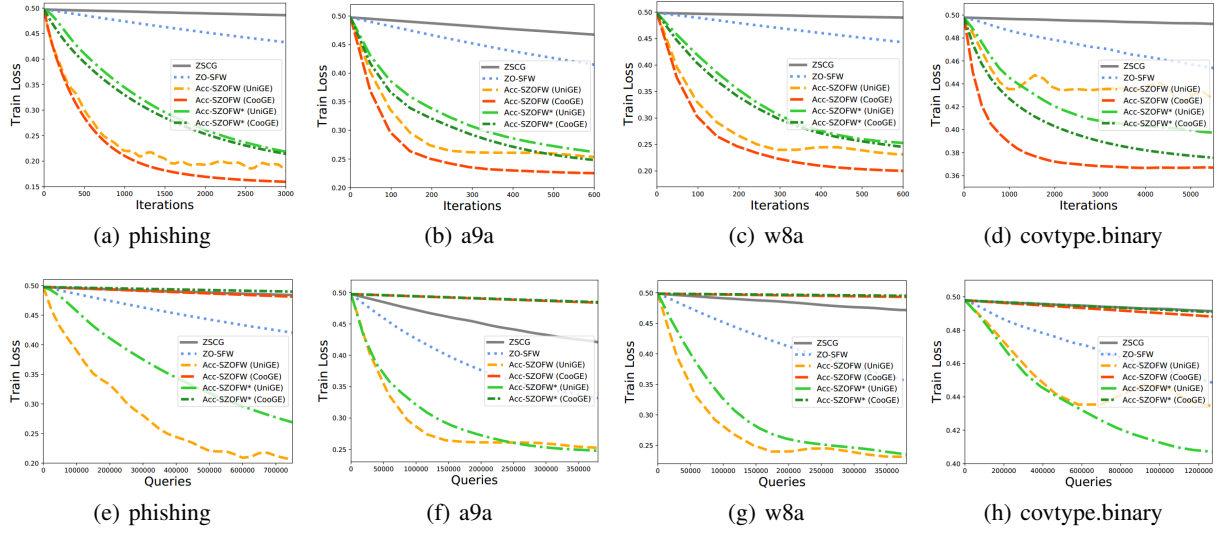 0.50
0.45
0.40
0.35
0.30
0.25
0.20
0.15
Train Loss
ZSCG
ZO-SFW
Acc-SZOFW (UniGE)
Acc-SZOFW (CooGE)
Acc-SZOFW* (UniGE)
Acc-SZOFW* (CooGE)
0 500 1000 1500 2000 2500 3000
Iterations
(a) phishing
0.50
0.45
0.40
0.35
0.30
0.25
0.20
Train Loss
ZSCG
ZO-SFW
Acc-SZOFW (UniGE)
Acc-SZOFW (CooGE)
Acc-SZOFW* (UniGE)
Acc-SZOFW* (CooGE)
0 100 200 300 400 500 600
Iterations
(b) a9a
0.50
0.45
0.40
0.35
0.30
0.25
0.20
Train Loss
ZSCG
ZO-SFW
Acc-SZOFW (UniGE)
Acc-SZOFW (CooGE)
Acc-SZOFW* (UniGE)
Acc-SZOFW* (CooGE)
0 100 200 300 400 500 600
Iterations
(c) w8a
0.50
0.48
0.46
0.44
0.42
0.40
0.38
0.36
Train Loss
ZSCG
ZO-SFW
Acc-SZOFW (UniGE)
Acc-SZOFW (CooGE)
Acc-SZOFW* (UniGE)
Acc-SZOFW* (CooGE)
0 1000 2000 3000 4000 5000
Iterations
(d) covtype.binary
0.50
0.45
0.40
0.35
0.30
0.25
0.20
Train Loss
ZSCG
ZO-SFW
Acc-SZOFW (UniGE)
Acc-SZOFW (CooGE)
Acc-SZOFW* (UniGE)
Acc-SZOFW* (CooGE)
0 100000 200000 300000 400000 500000 600000 700000
Queries
(e) phishing
0.50
0.45
0.40
0.35
0.30
0.25
Train Loss
ZSCG
ZO-SFW
Acc-SZOFW (UniGE)
Acc-SZOFW (CooGE)
Acc-SZOFW* (UniGE)
Acc-SZOFW* (CooGE)
0 50000 100000 150000 200000 250000 300000 350000
Queries
(f) a9a
0.50
0.45
0.40
0.35
0.30
0.25
Train Loss
ZSCG
ZO-SFW
Acc-SZOFW (UniGE)
Acc-SZOFW (CooGE)
Acc-SZOFW* (UniGE)
Acc-SZOFW* (CooGE)
0 50000 100000 150000 200000 250000 300000 350000
Queries
(g) w8a
0.50
0.48
0.46
0.44
0.42
0.40
Train Loss
ZSCG
ZO-SFW
Acc-SZOFW (UniGE)
Acc-SZOFW (CooGE)
Acc-SZOFW* (UniGE)
Acc-SZOFW* (CooGE)
0 200000 400000 600000 800000 1000000 1200000
Queries
(h) covtype.binary